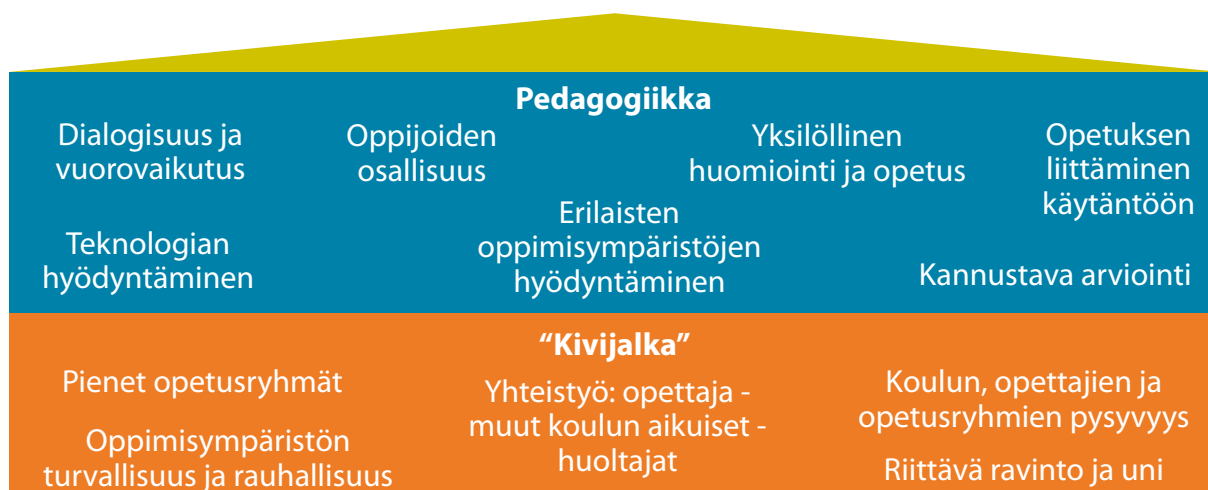 Pedagogiikka
Dialogisuus ja
vuorovaikutus
Oppijoiden
osallisuus
Yksilöllinen
huomiointi ja opetus
Opetuksen
liittäminen
käytäntöön
Teknologian
hyödyntäminen
Erilaisten
oppimisympäristöjen
hyödyntäminen
Kannustava arviointi
“Kivijalka”
Pienet opetusryhmät
Oppimisympäristön
turvallisuus ja rauhallisuus
Yhteistyö: opettaja -
muut koulun aikuiset -
huoltajat
Koulun, opettajien ja
opetusryhmien pysyvyys
Riittävä ravinto ja uni